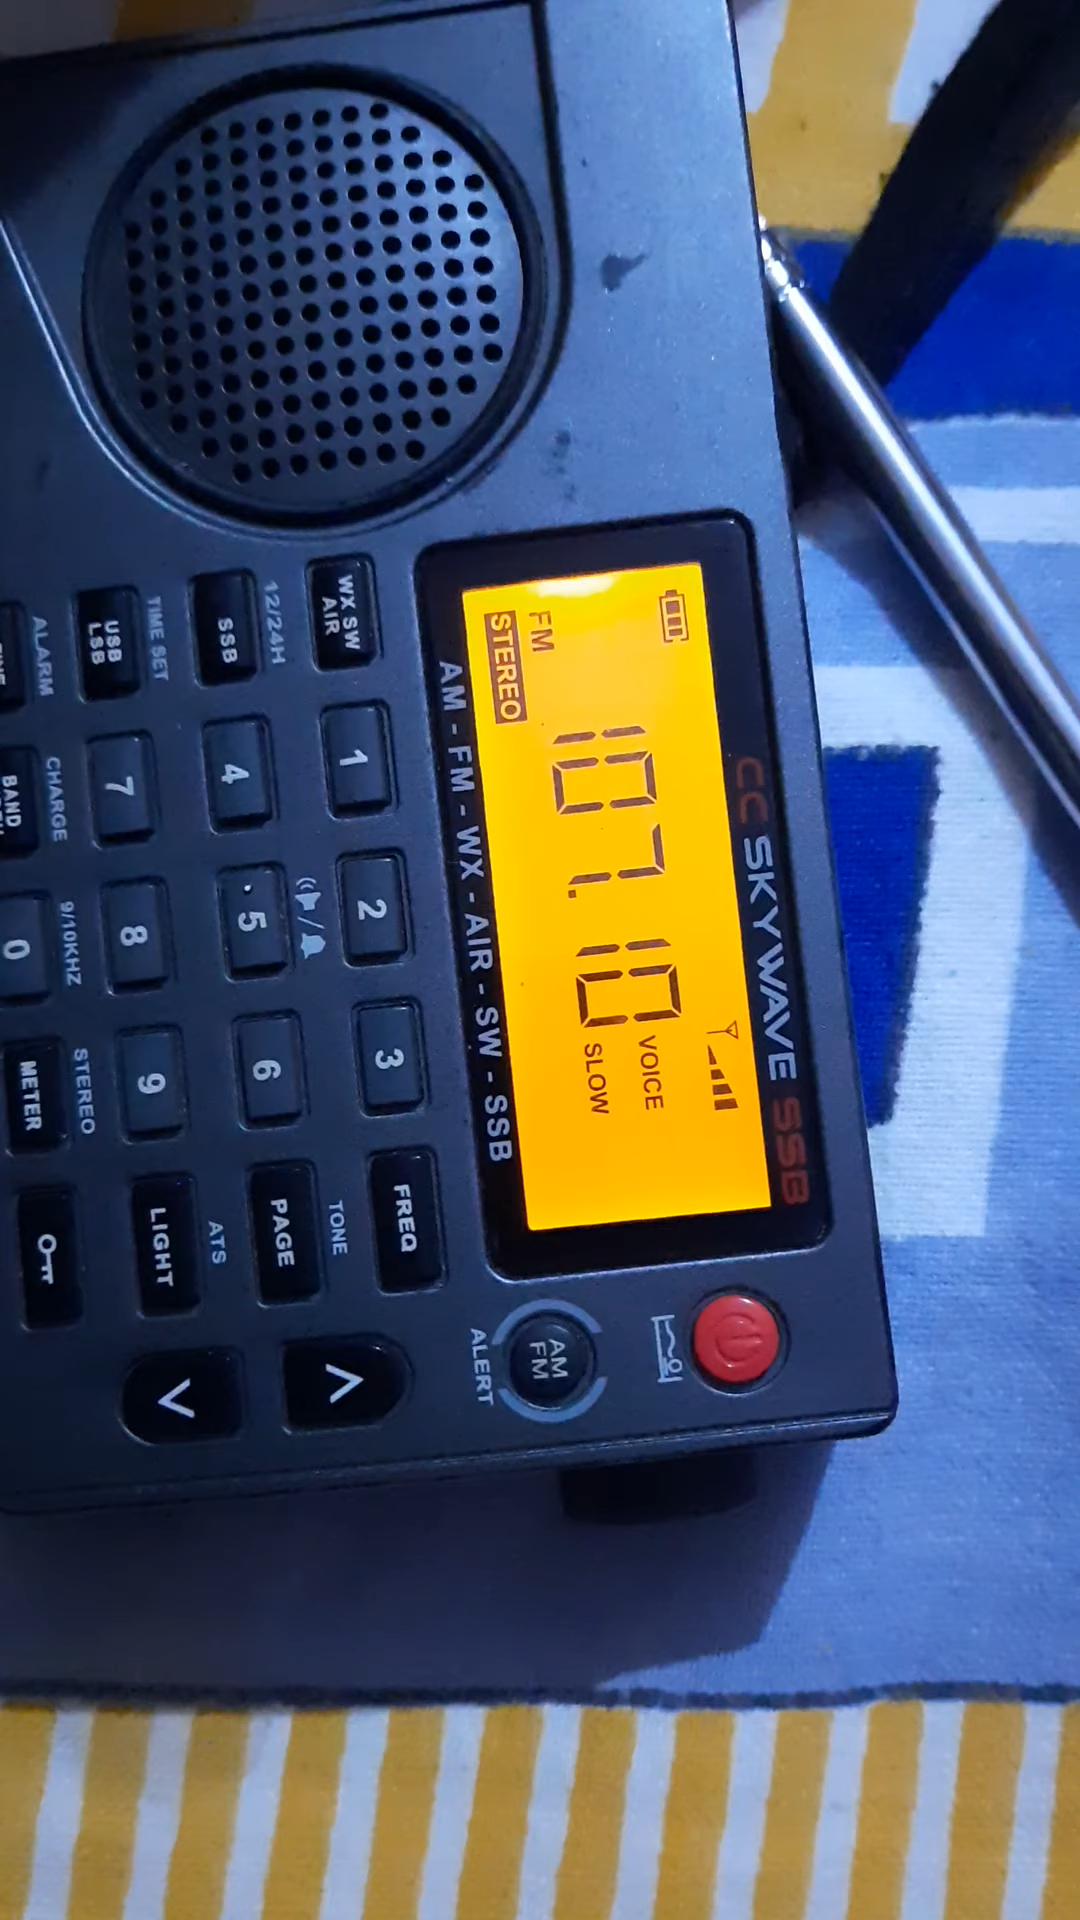 CC SKYWAVE SSB
FM
STEREO
107.10
VOICE
SLOW
AM - FM - WX - AIR - SW - SSB
WX SW
AIR
1
2
3
FREQ
AM
FM
ALERT
12/24H
TONE
SSB
4
5
6
PAGE
TIME SET
ATS
USB
LSB
7
8
9
LIGHT
ALARM
CHARGE
9/10KHZ
STEREO
BAND
0
METER